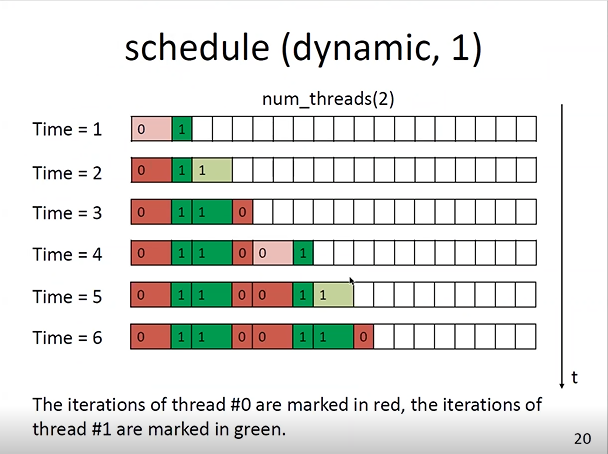 schedule (dynamic, 1)
num_threads(2)
Time = 1 0 1
Time = 2 0 1 1
Time = 3 0 1 1 0
Time = 4 0 1 1 0 0 1
Time = 5 0 1 1 0 0 1 1
Time = 6 0 1 1 0 0 1 1 0
t
The iterations of thread #0 are marked in red, the iterations of
thread #1 are marked in green.
20